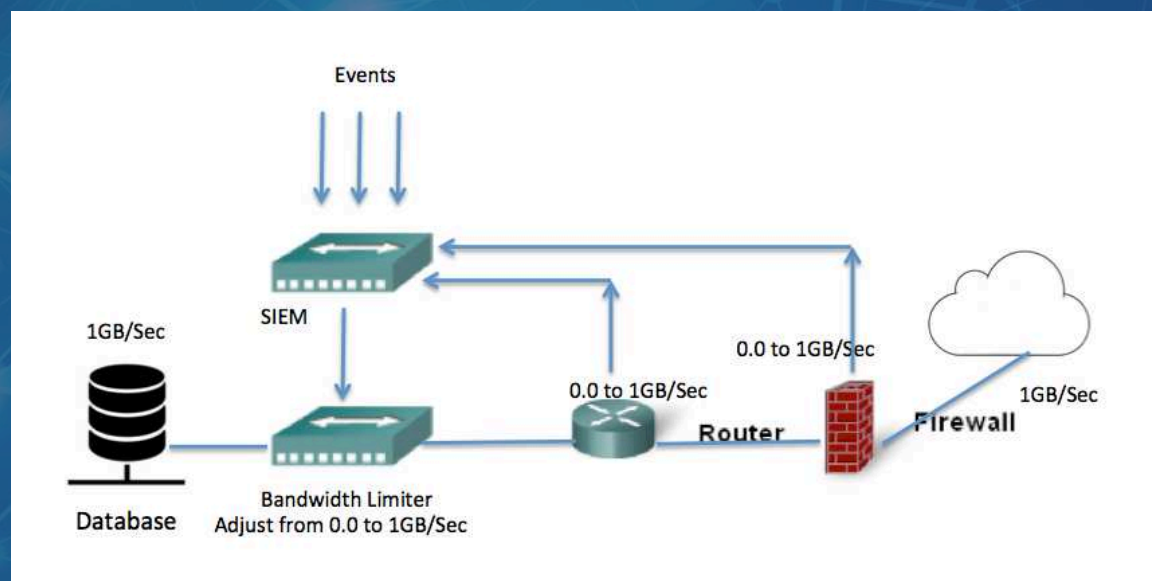 Events
SIEM
1GB/Sec
0.0 to 1GB/Sec
0.0 to 1GB/Sec
1GB/Sec
Router
Firewall
Database
Bandwidth Limiter
Adjust from 0.0 to 1GB/Sec